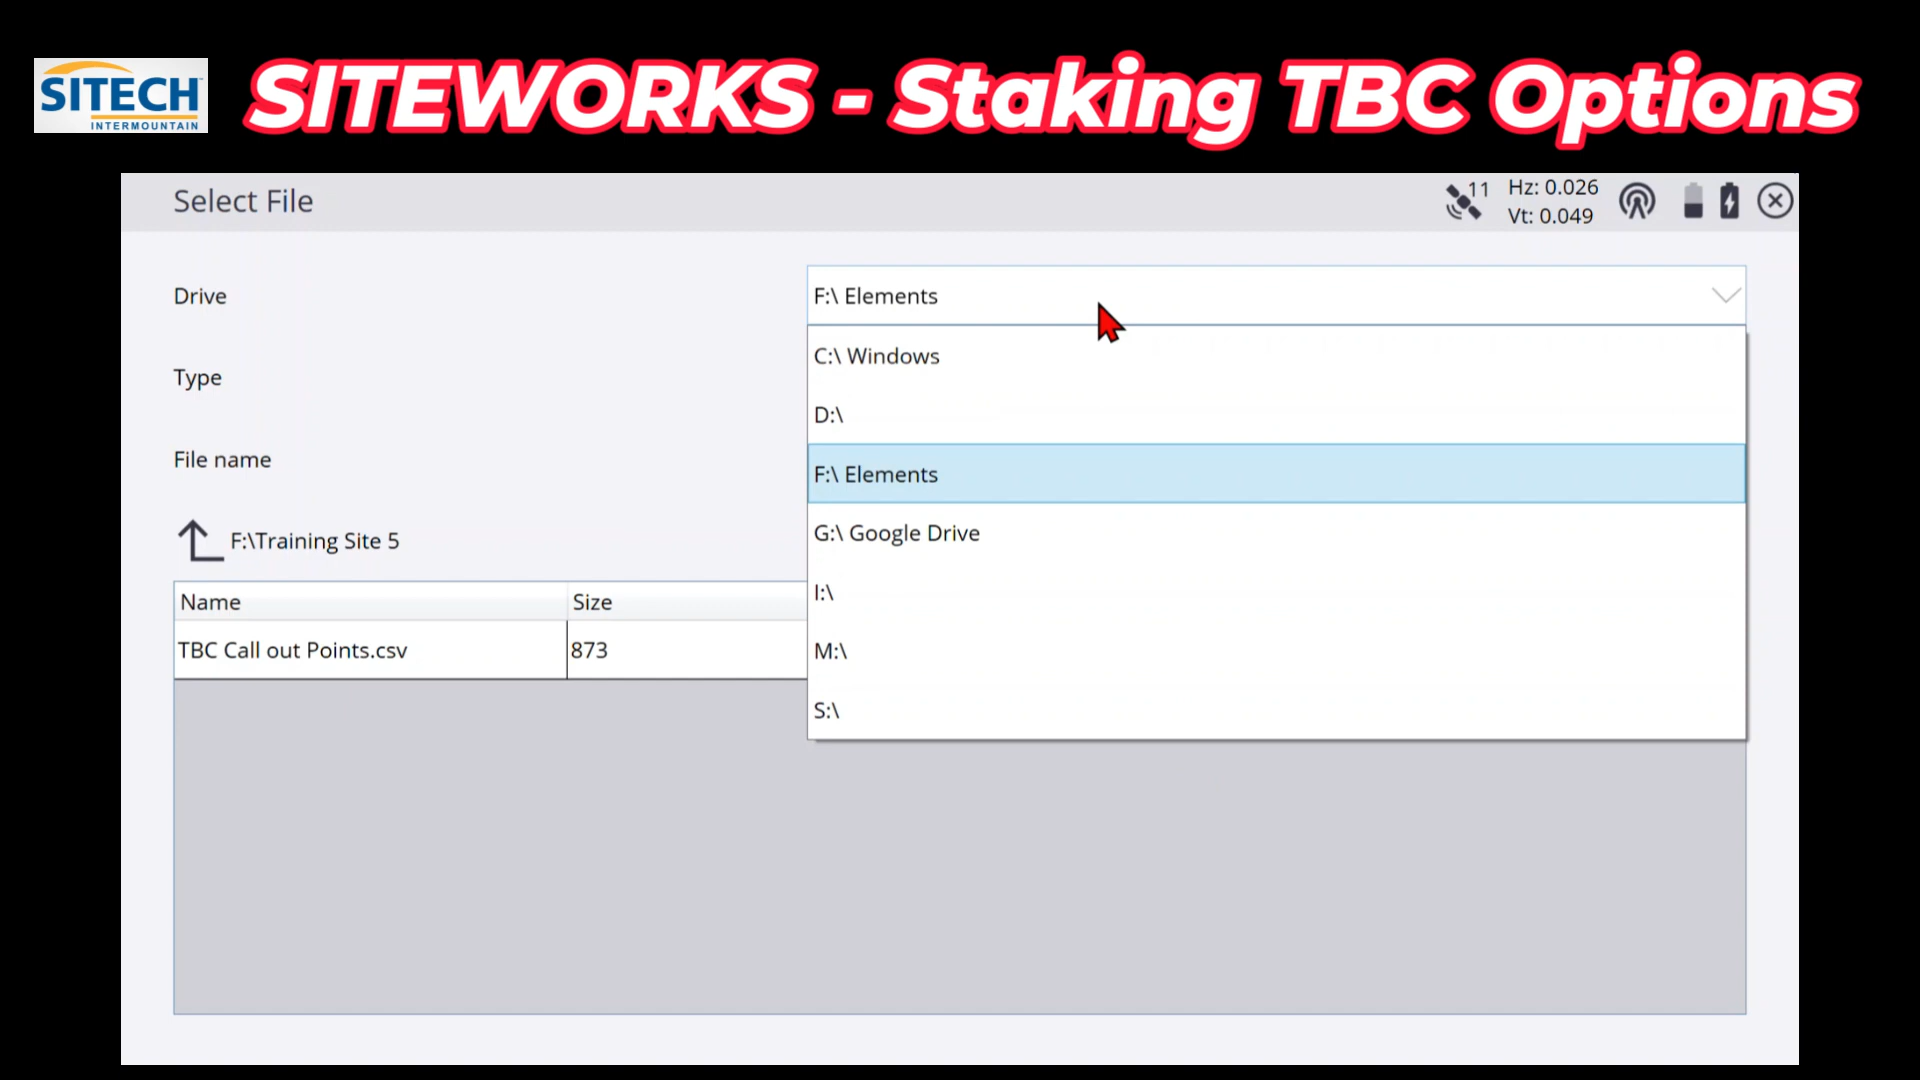 SITECH
INTERMOUNTAIN
SITEWORKS - Staking TBC Options
Select File
11
Hz: 0.026
Vt: 0.049
Drive
F:\ Elements
C:\ Windows
Type
D:\
File name
F:\ Elements
G:\ Google Drive
F:\Training Site 5
I:\
Name
Size
TBC Call out Points.csv
873
M:\
S:\